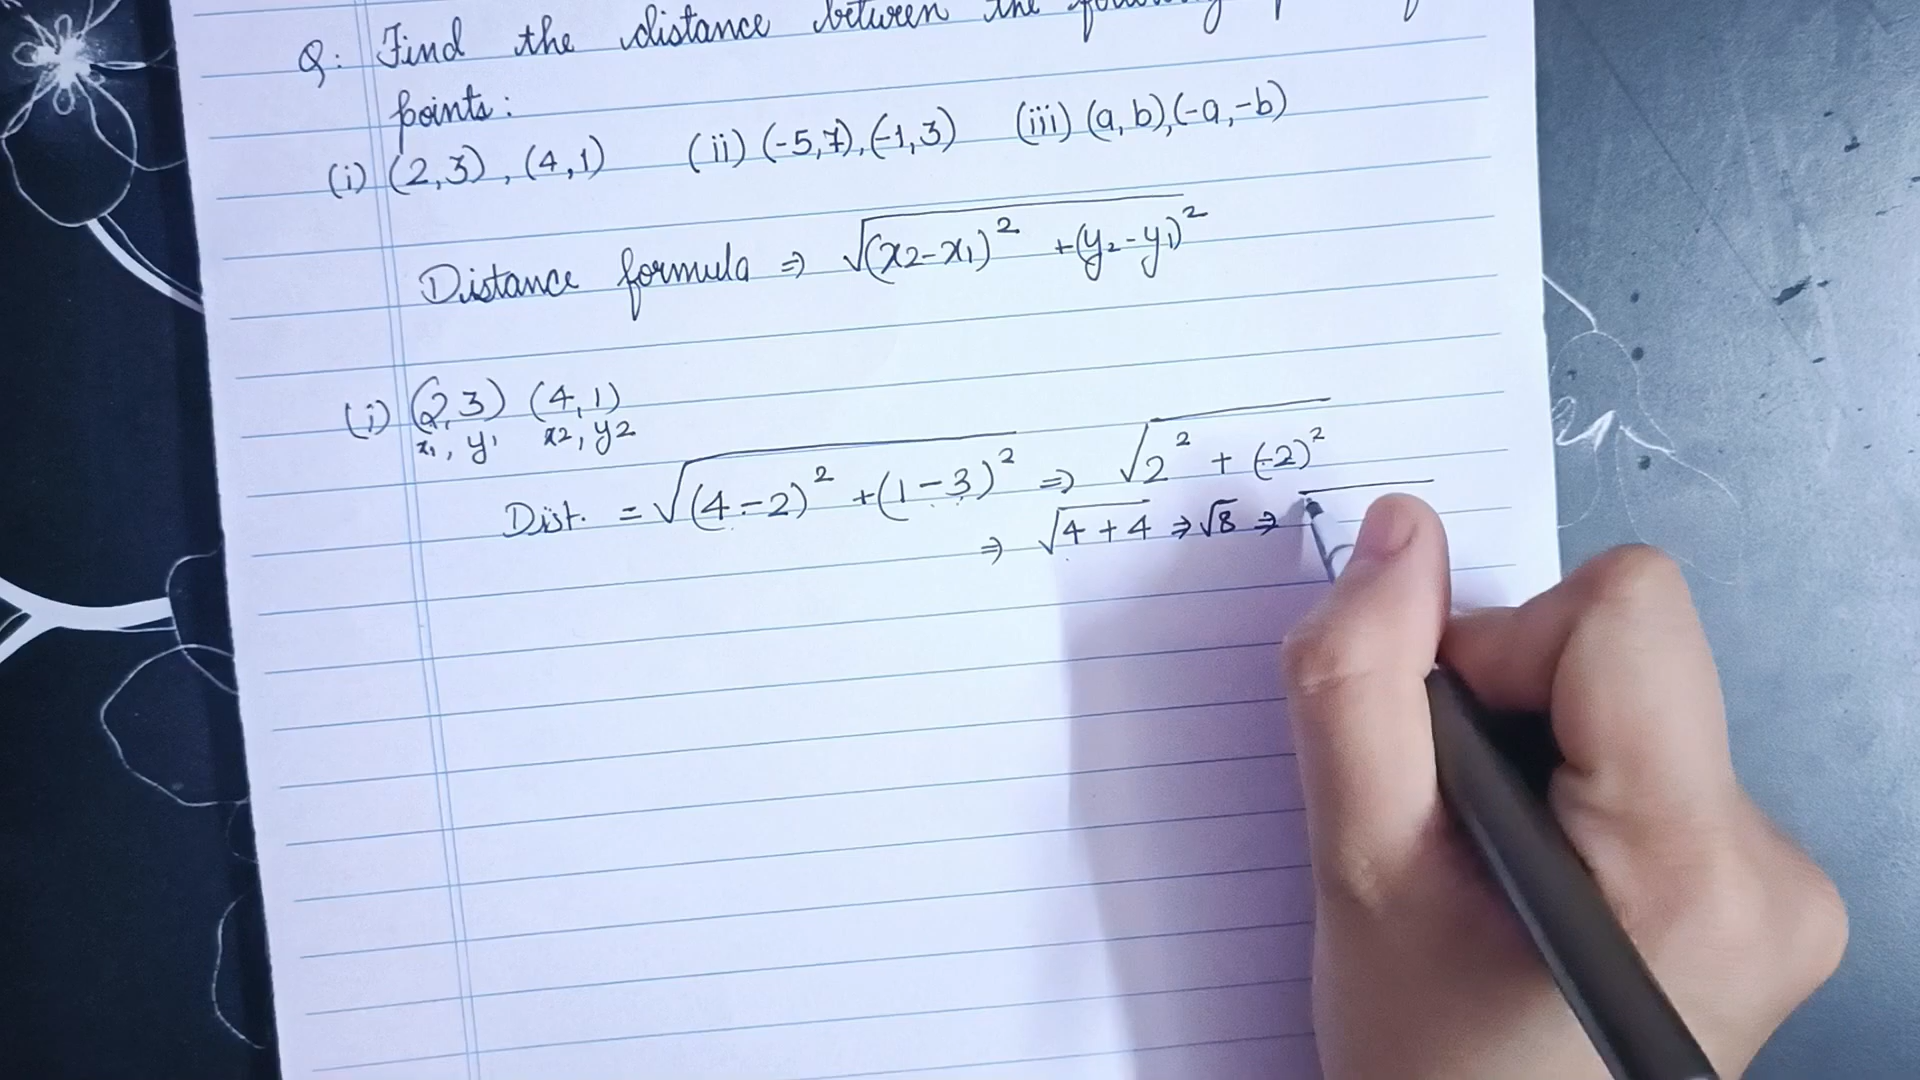 Q: Find the distance between the following
points:
(i) (2,3), (4,1) (ii) (-5,7), (-1,3) (iii) (a, b), (-a, -b)
Distance formula ⇒ √(x2-x1)² + (y2-y1)²
(i) (2,3) (4,1)
x1, y1 x2, y2
Dist. = √(4-2)² + (1-3)² ⇒ √2² + (-2)²
⇒ √4+4 ⇒ √8 ⇒